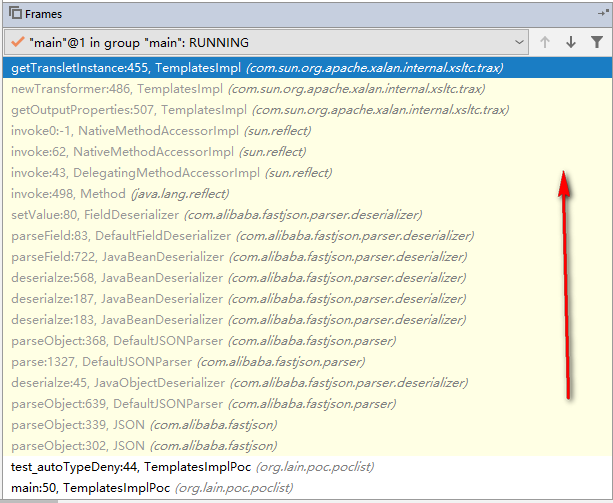 Frames
"main"@1 in group "main": RUNNING
getTransletInstance:455, TemplatesImpl (com.sun.org.apache.xalan.internal.xsltc.trax)
newTransformer:486, TemplatesImpl (com.sun.org.apache.xalan.internal.xsltc.trax)
getOutputProperties:507, TemplatesImpl (com.sun.org.apache.xalan.internal.xsltc.trax)
invoke0:-1, NativeMethodAccessorImpl (sun.reflect)
invoke:62, NativeMethodAccessorImpl (sun.reflect)
invoke:43, DelegatingMethodAccessorImpl (sun.reflect)
invoke:498, Method (java.lang.reflect)
setValue:80, FieldDeserializer (com.alibaba.fastjson.parser.deserializer)
parseField:83, DefaultFieldDeserializer (com.alibaba.fastjson.parser.deserializer)
parseField:722, JavaBeanDeserializer (com.alibaba.fastjson.parser.deserializer)
deserialze:568, JavaBeanDeserializer (com.alibaba.fastjson.parser.deserializer)
deserialze:187, JavaBeanDeserializer (com.alibaba.fastjson.parser.deserializer)
deserialze:183, JavaBeanDeserializer (com.alibaba.fastjson.parser.deserializer)
parseObject:368, DefaultJSONParser (com.alibaba.fastjson.parser)
parse:1327, DefaultJSONParser (com.alibaba.fastjson.parser)
deserialze:45, JavaObjectDeserializer (com.alibaba.fastjson.parser.deserializer)
parseObject:639, DefaultJSONParser (com.alibaba.fastjson.parser)
parseObject:339, JSON (com.alibaba.fastjson)
parseObject:302, JSON (com.alibaba.fastjson)
test_autoTypeDeny:44, TemplatesImplPoc (org.lain.poc.poclist)
main:50, TemplatesImplPoc (org.lain.poc.poclist)